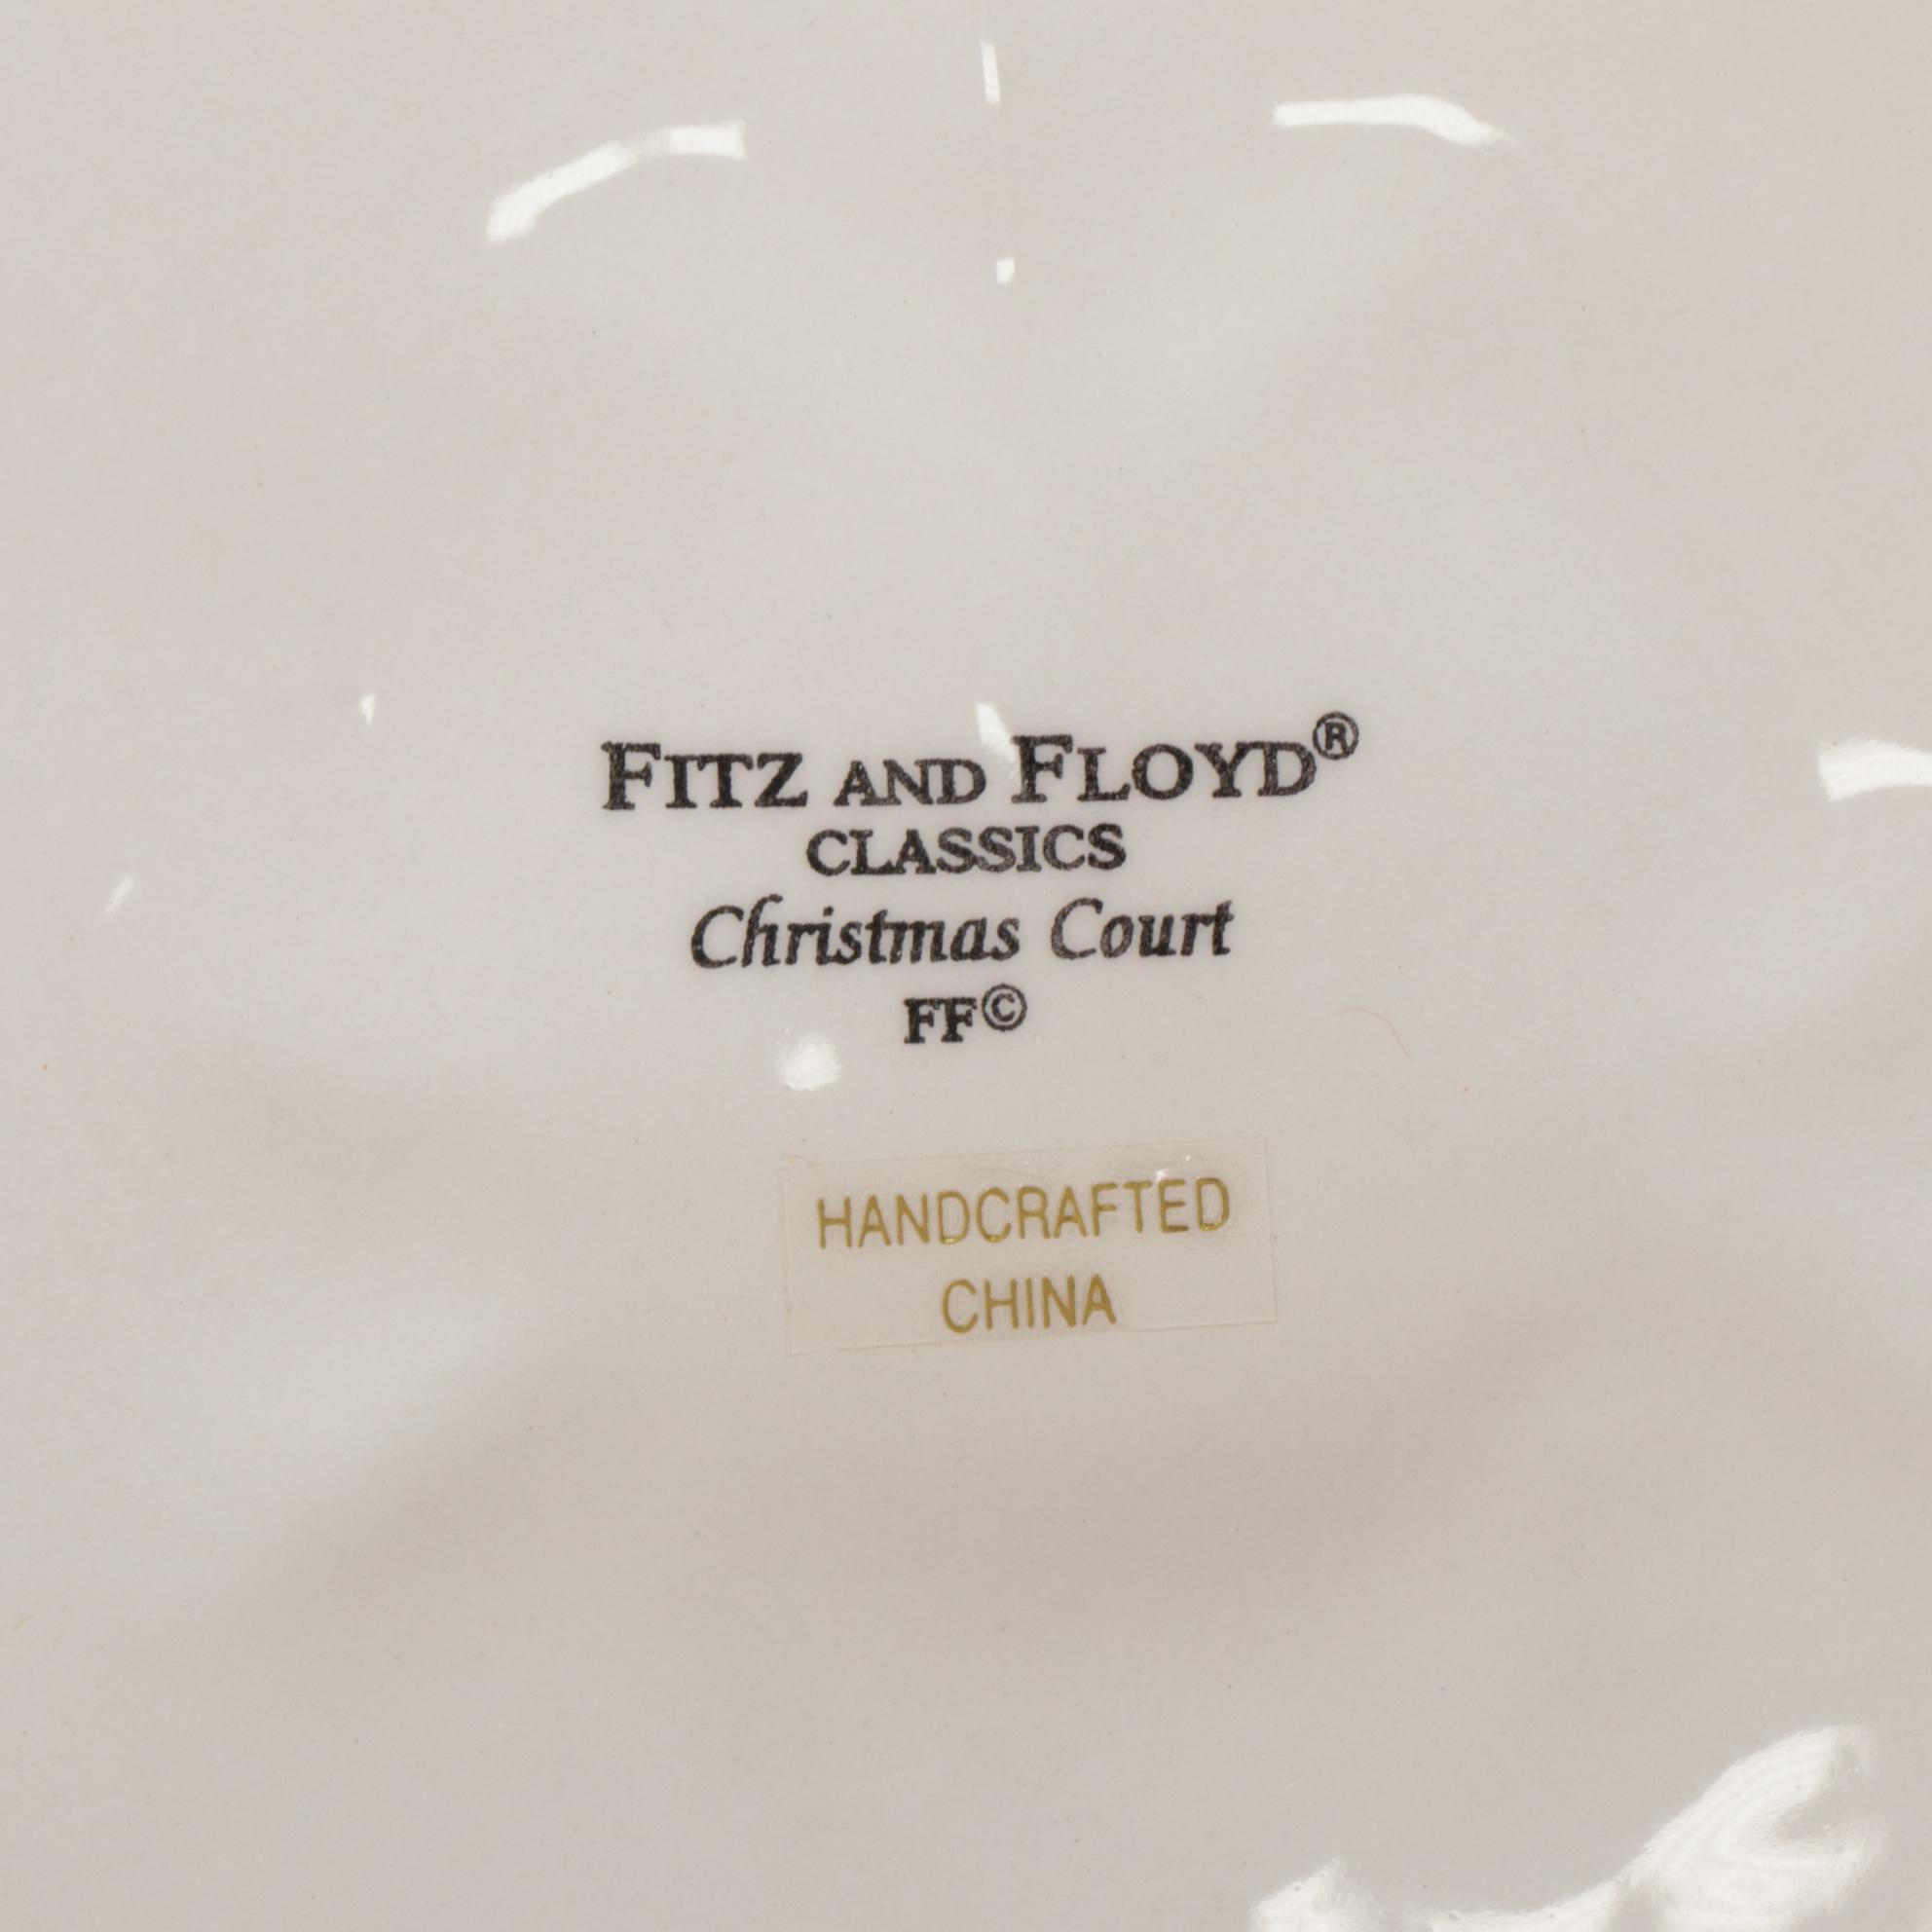 FITZ AND FLOYD®
CLASSICS
Christmas Court
FF©
HANDCRAFTED
CHINA